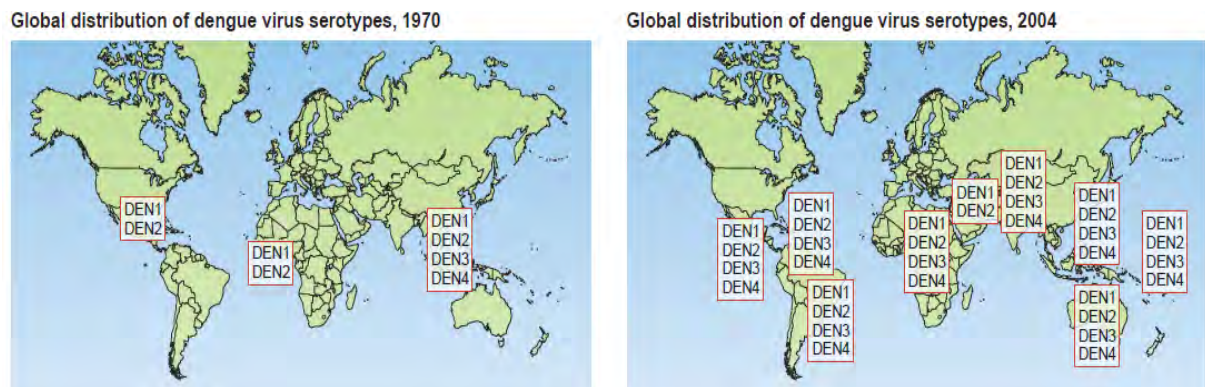 Global distribution of dengue virus serotypes, 1970
DEN1
DEN2
DEN1
DEN2
DEN1
DEN2
DEN3
DEN4
Global distribution of dengue virus serotypes, 2004
DEN1
DEN2
DEN3
DEN4
DEN1
DEN2
DEN3
DEN4
DEN1
DEN2
DEN3
DEN4
DEN1
DEN2
DEN3
DEN4
DEN1
DEN2
DEN1
DEN2
DEN3
DEN4
DEN1
DEN2
DEN3
DEN4
DEN1
DEN2
DEN3
DEN4
DEN1
DEN2
DEN3
DEN4